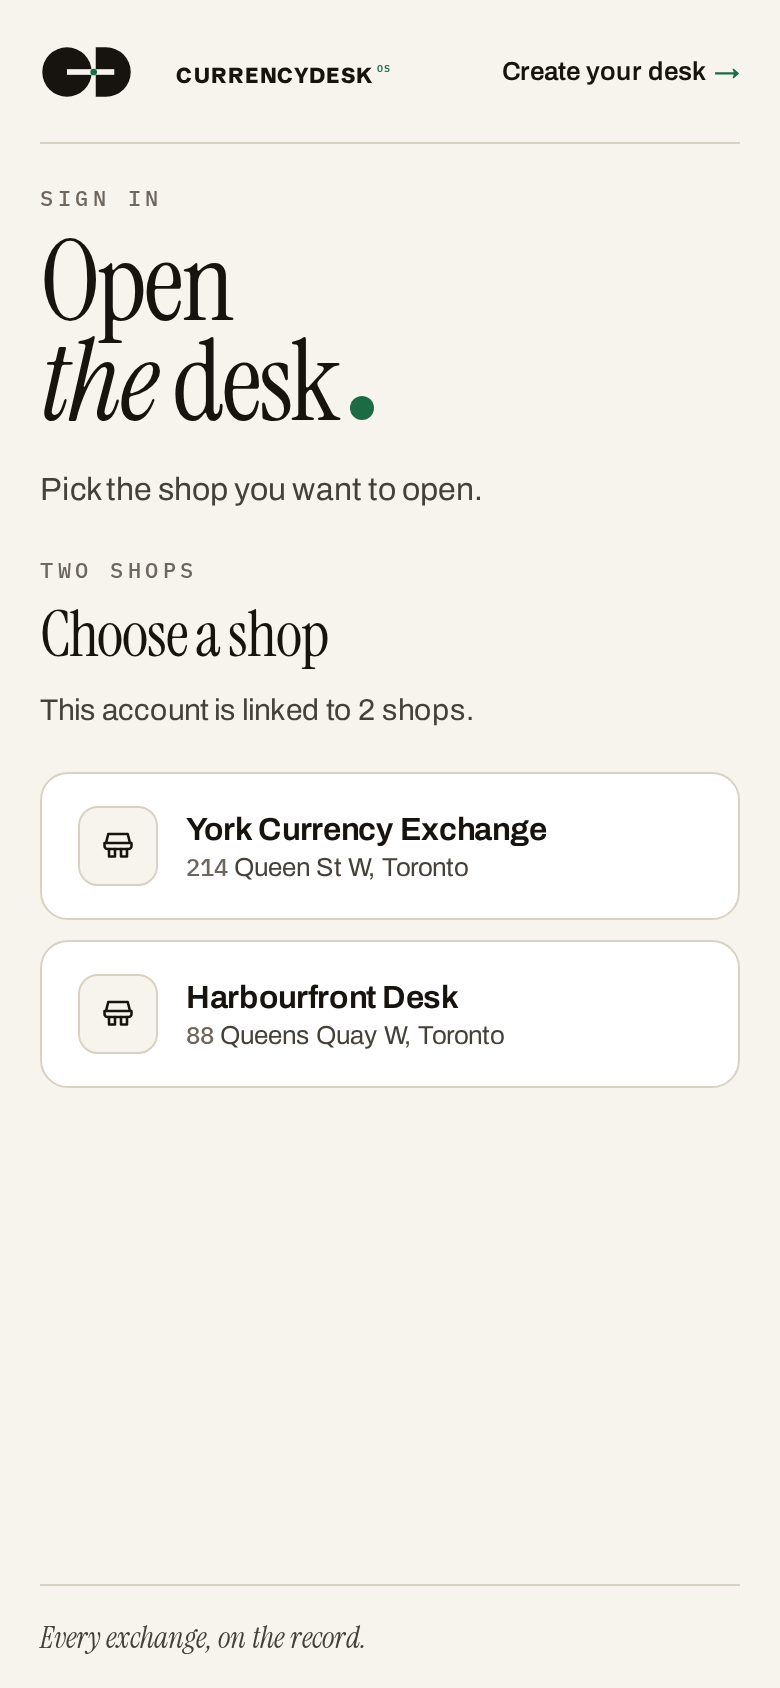 CURRENCYDESK OS
Create your desk →
SIGN IN
Open
the desk.
Pick the shop you want to open.
TWO SHOPS
Choose a shop
This account is linked to 2 shops.
York Currency Exchange
214 Queen St W, Toronto
Harbourfront Desk
88 Queens Quay W, Toronto
Every exchange, on the record.